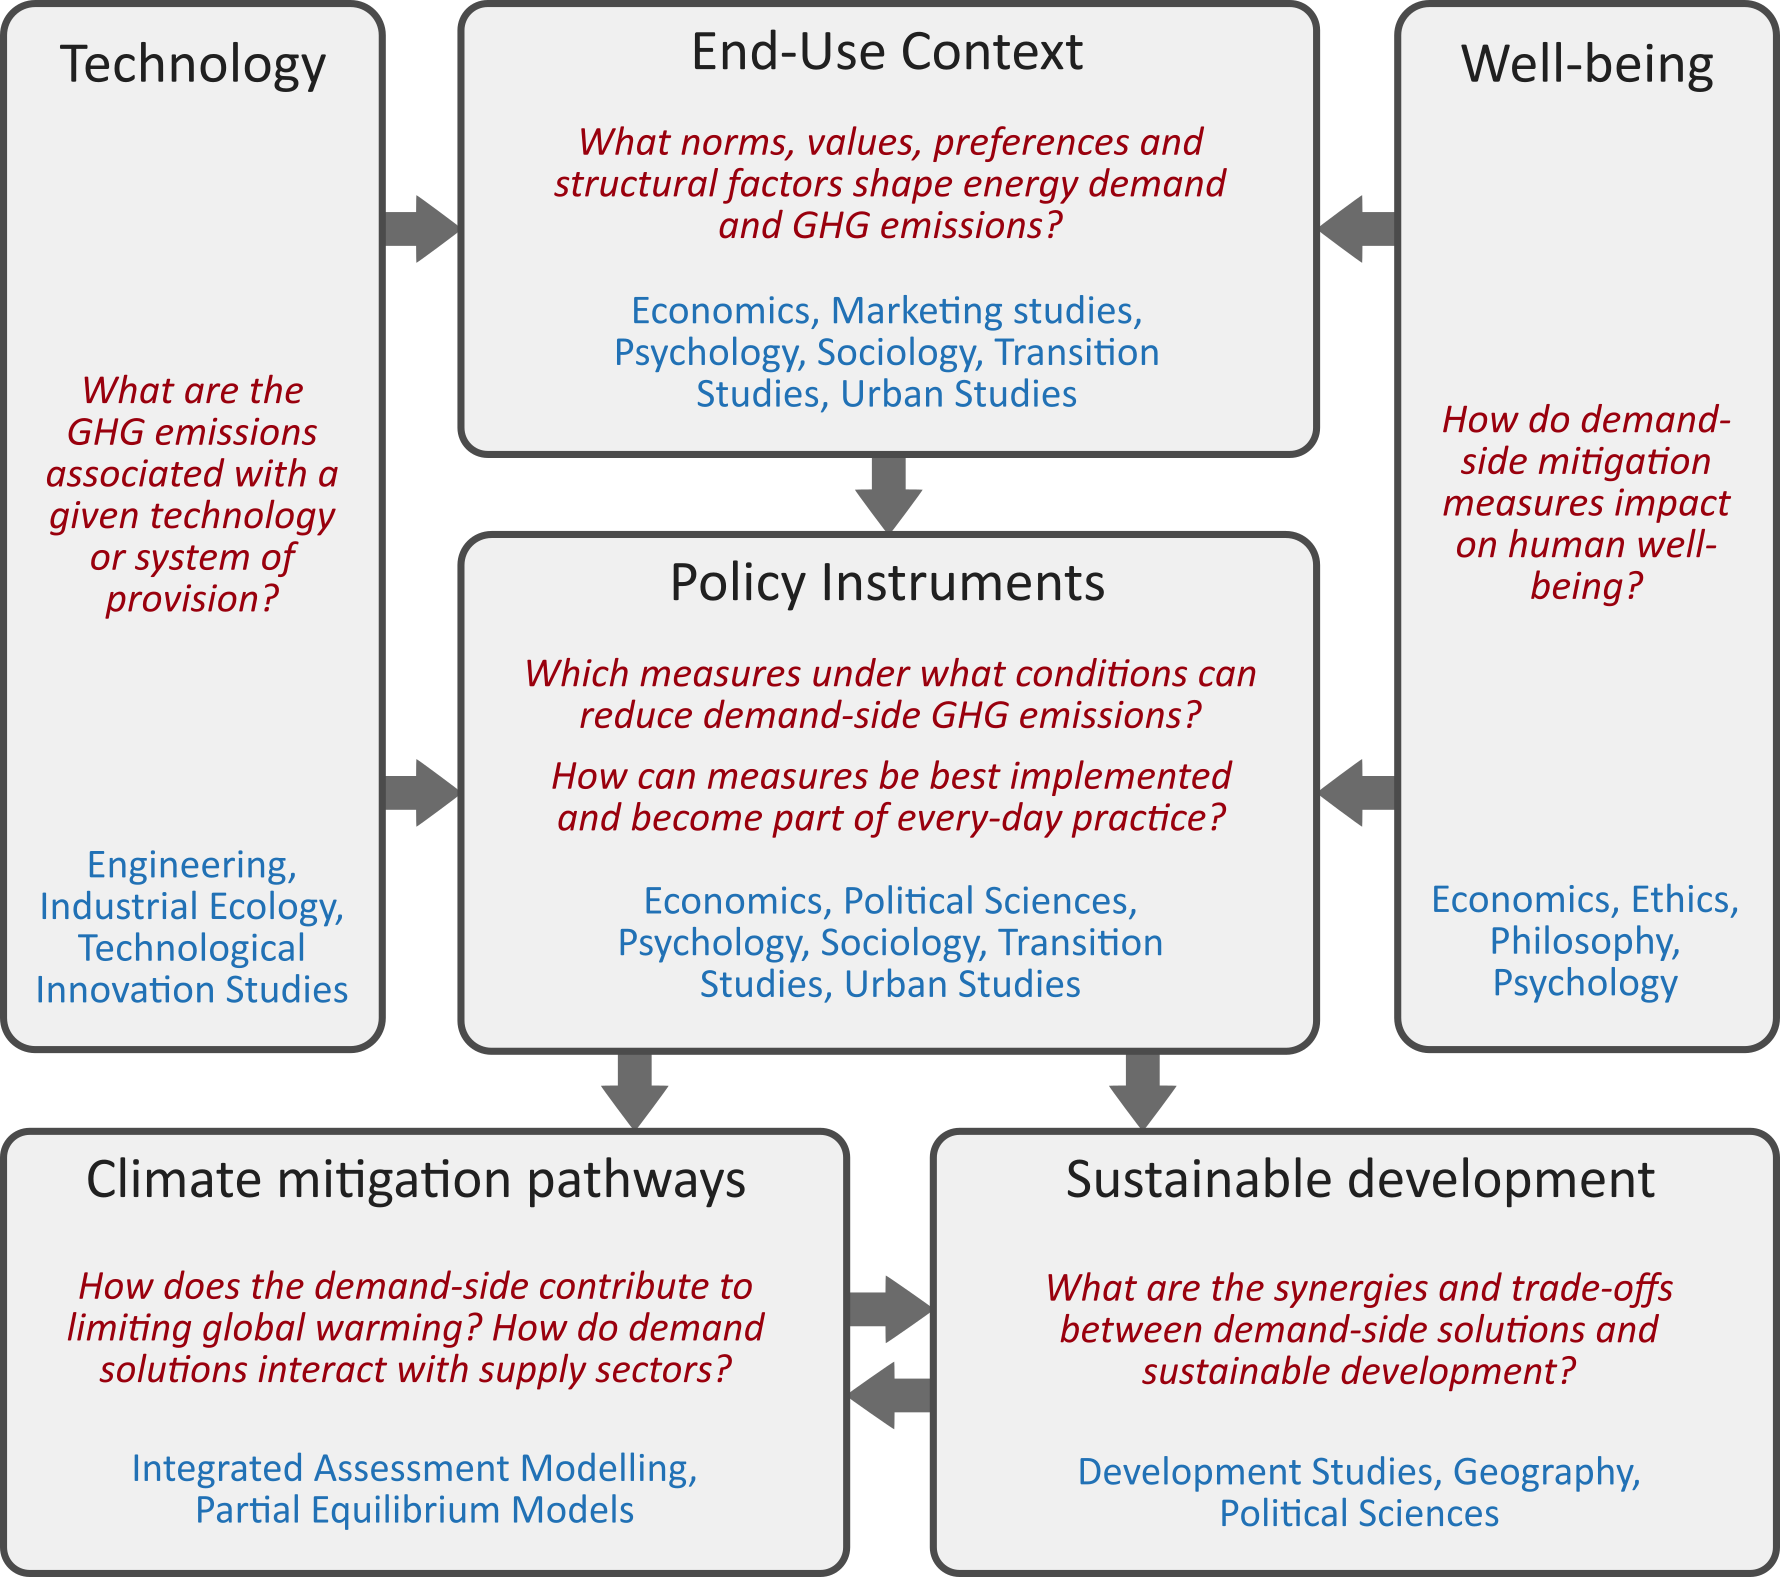 Technology
What are the
GHG emissions
associated with a
given technology
or system of
provision?
Engineering,
Industrial Ecology,
Technological
Innovation Studies
End-Use Context
What norms, values, preferences and
structural factors shape energy demand
and GHG emissions?
Economics, Marketing studies,
Psychology, Sociology, Transition
Studies, Urban Studies
Well-being
How do demand-
side mitigation
measures impact
on human well-
being?
Economics, Ethics,
Philosophy,
Psychology
Policy Instruments
Which measures under what conditions can
reduce demand-side GHG emissions?
How can measures be best implemented
and become part of every-day practice?
Economics, Political Sciences,
Psychology, Sociology, Transition
Studies, Urban Studies
Climate mitigation pathways
How does the demand-side contribute to
limiting global warming? How do demand
solutions interact with supply sectors?
Integrated Assessment Modelling,
Partial Equilibrium Models
Sustainable development
What are the synergies and trade-offs
between demand-side solutions and
sustainable development?
Development Studies, Geography,
Political Sciences